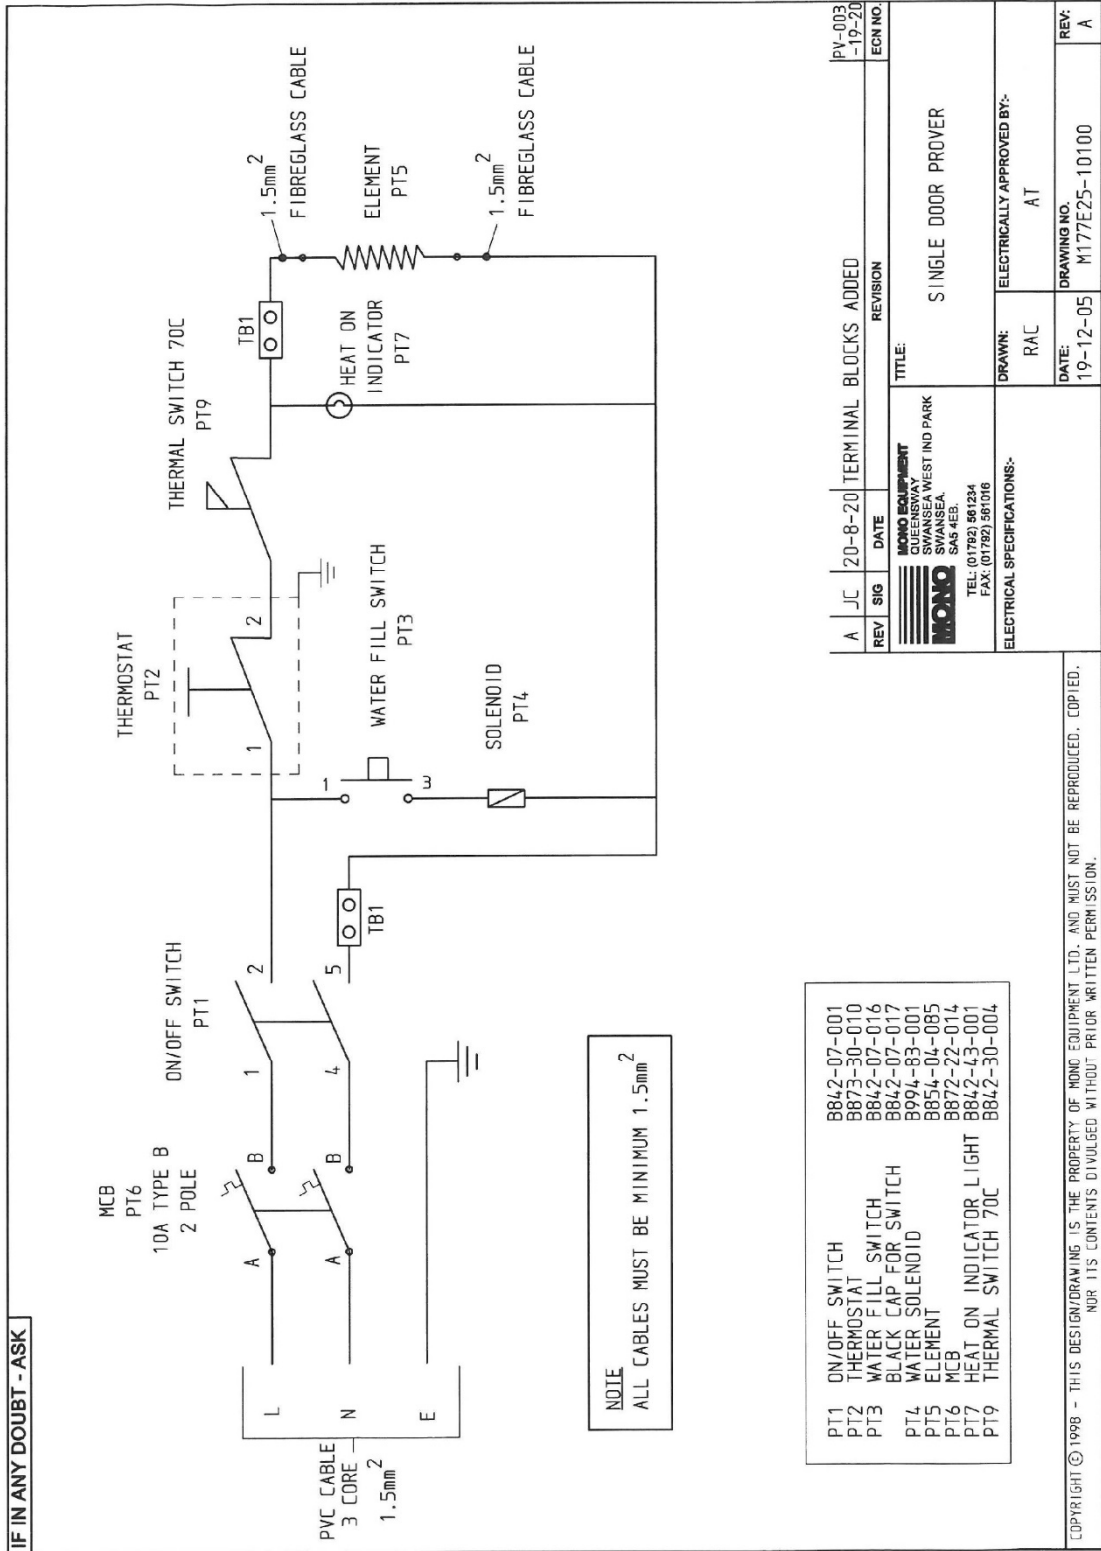 IF IN ANY DOUBT - ASK
MCB
PT6
10A TYPE B
2 POLE
ON/OFF SWITCH
PT1
THERMOSTAT
PT2
THERMAL SWITCH 70C
PT9
L
N
E
A
B
A
B
1
2
4
5
1
2
TB1
TB1
1
3
PVC CABLE
3 CORE
1.5mm²
WATER FILL SWITCH
PT3
SOLENOID
PT4
HEAT ON
INDICATOR
PT7
1.5mm²
FIBREGLASS CABLE
ELEMENT
PT5
1.5mm²
FIBREGLASS CABLE
NOTE
ALL CABLES MUST BE MINIMUM 1.5mm²
PT1 ON/OFF SWITCH B842-07-001
PT2 THERMOSTAT B873-30-010
PT3 WATER FILL SWITCH B842-07-016
BLACK CAP FOR SWITCH B842-07-017
PT4 WATER SOLENOID B994-83-001
PT5 ELEMENT B854-04-085
PT6 MCB B872-22-014
PT7 HEAT ON INDICATOR LIGHT B842-43-001
PT9 THERMAL SWITCH 70C B842-30-004
A JC 20-8-20 TERMINAL BLOCKS ADDED PV-003
-19-20
REV SIG DATE REVISION ECN NO.
MONO
MONO EQUIPMENT
QUEENSWAY
SWANSEA WEST IND PARK
SWANSEA.
SA5 4EB.
TEL: (01792) 561234
FAX: (01792) 561016
TITLE:
SINGLE DOOR PROVER
ELECTRICAL SPECIFICATIONS:-
DRAWN:
RAC
ELECTRICALLY APPROVED BY:-
AT
DATE:
19-12-05
DRAWING NO.
M177E25-10100
REV:
A
COPYRIGHT © 1998 - THIS DESIGN/DRAWING IS THE PROPERTY OF MONO EQUIPMENT LTD. AND MUST NOT BE REPRODUCED, COPIED,
NOR ITS CONTENTS DIVULGED WITHOUT PRIOR WRITTEN PERMISSION.